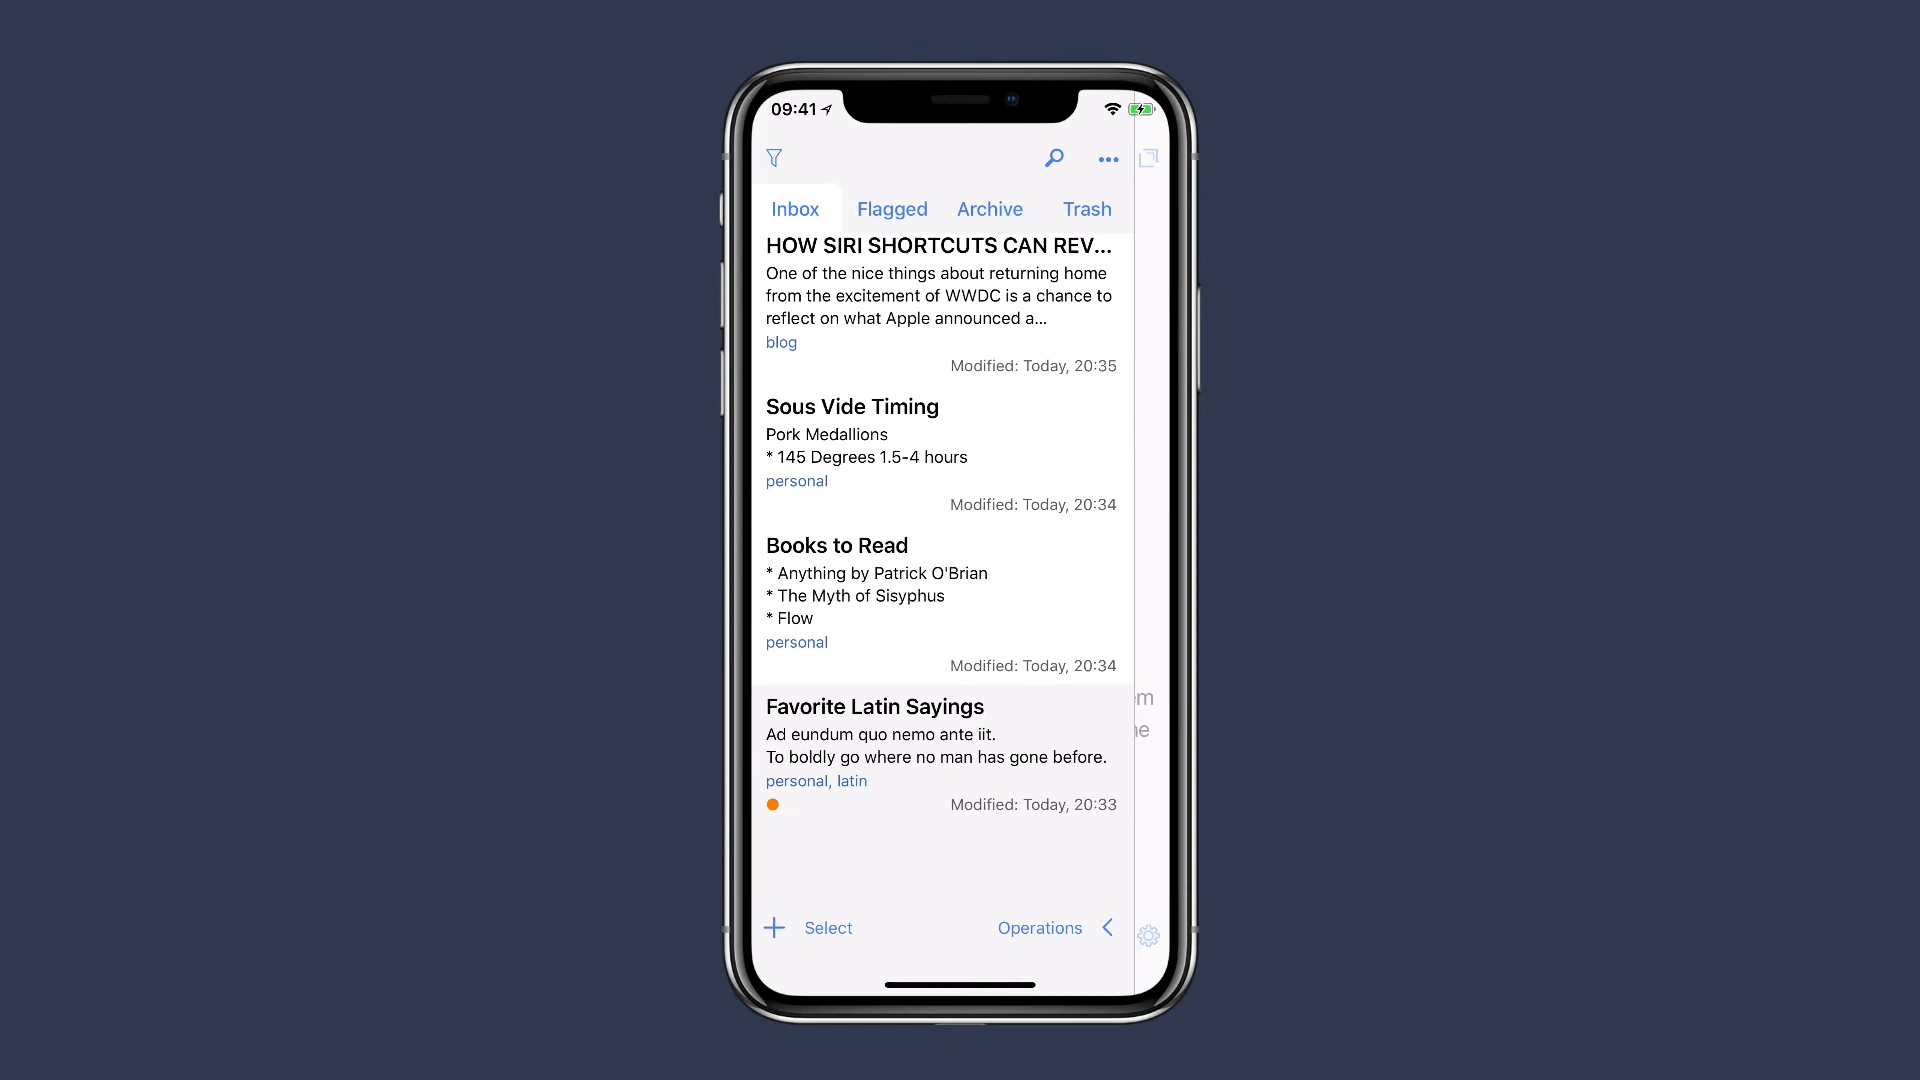 09:41
Inbox Flagged Archive Trash
HOW SIRI SHORTCUTS CAN REV...
One of the nice things about returning home
from the excitement of WWDC is a chance to
reflect on what Apple announced a...
blog
Modified: Today, 20:35
Sous Vide Timing
Pork Medallions
* 145 Degrees 1.5-4 hours
personal
Modified: Today, 20:34
Books to Read
* Anything by Patrick O'Brian
* The Myth of Sisyphus
* Flow
personal
Modified: Today, 20:34
Favorite Latin Sayings
em
Ad eundum quo nemo ante iit.
To boldly go where no man has gone before.
personal, latin
Modified: Today, 20:33
Select Operations